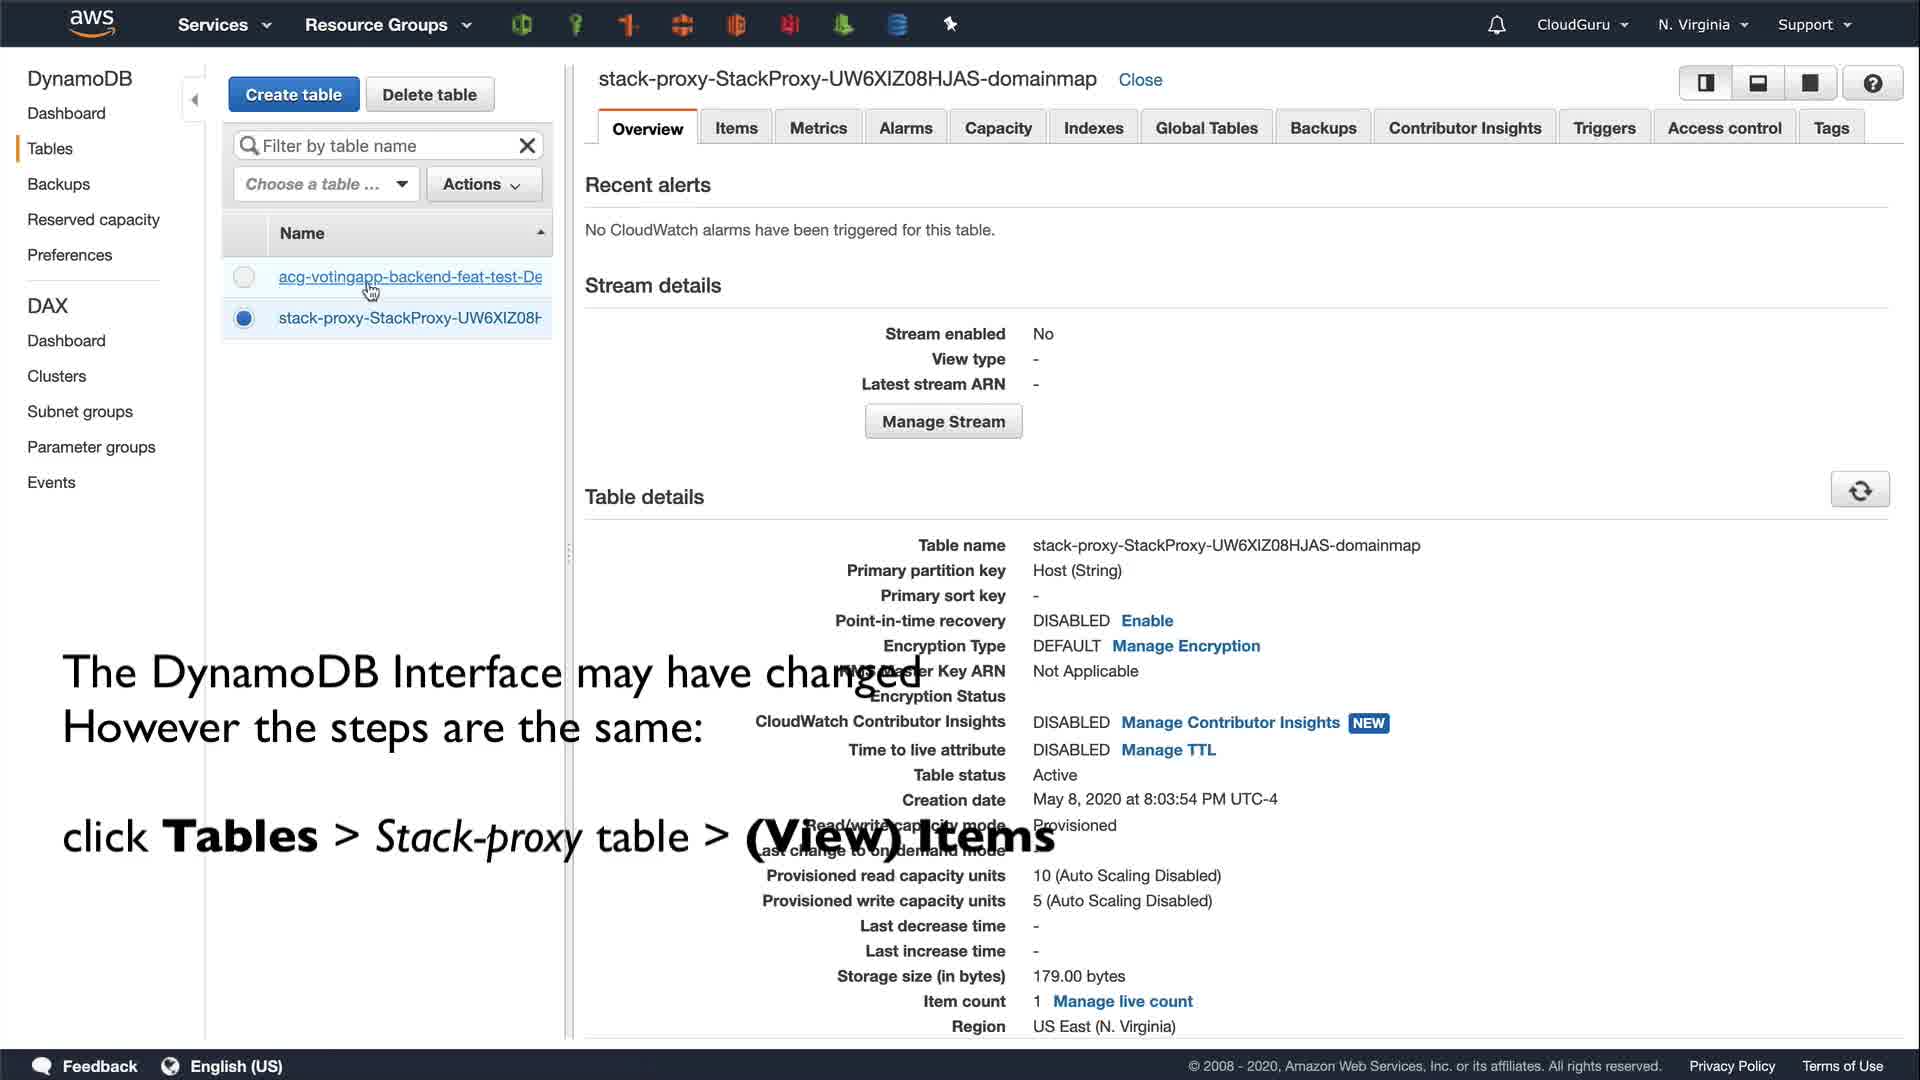 aws Services Resource Groups CloudGuru N. Virginia Support
DynamoDB
Dashboard
Tables
Backups
Reserved capacity
Preferences
DAX
Dashboard
Clusters
Subnet groups
Parameter groups
Events
Create table Delete table
Filter by table name
Choose a table ... Actions
Name
acg-votingapp-backend-feat-test-De
stack-proxy-StackProxy-UW6XIZ08H
stack-proxy-StackProxy-UW6XIZ08HJAS-domainmap Close
Overview Items Metrics Alarms Capacity Indexes Global Tables Backups Contributor Insights Triggers Access control Tags
Recent alerts
No CloudWatch alarms have been triggered for this table.
Stream details
Stream enabled No
View type -
Latest stream ARN -
Manage Stream
Table details
Table name stack-proxy-StackProxy-UW6XIZ08HJAS-domainmap
Primary partition key Host (String)
Primary sort key -
Point-in-time recovery DISABLED Enable
Encryption Type DEFAULT Manage Encryption
KMS Master Key ARN Not Applicable
Encryption Status
CloudWatch Contributor Insights DISABLED Manage Contributor Insights NEW
Time to live attribute DISABLED Manage TTL
Table status Active
Creation date May 8, 2020 at 8:03:54 PM UTC-4
Read/write capacity mode Provisioned
Last change to on-demand mode -
Provisioned read capacity units 10 (Auto Scaling Disabled)
Provisioned write capacity units 5 (Auto Scaling Disabled)
Last decrease time -
Last increase time -
Storage size (in bytes) 179.00 bytes
Item count 1 Manage live count
Region US East (N. Virginia)
The DynamoDB Interface may have changed
However the steps are the same:
click Tables > Stack-proxy table > (View) Items
Feedback English (US) © 2008 - 2020, Amazon Web Services, Inc. or its affiliates. All rights reserved. Privacy Policy Terms of Use